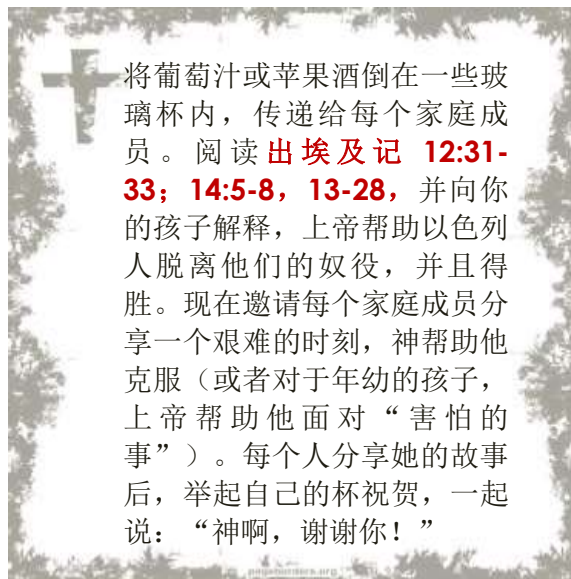 将葡萄汁或苹果酒倒在一些玻
璃杯内，传递给每个家庭成
员。阅读出埃及记 12:31-
33；14:5-8，13-28，并向你
的孩子解释，上帝帮助以色列
人脱离他们的奴役，并且得
胜。现在邀请每个家庭成员分
享一个艰难的时刻，神帮助他
克服（或者对于年幼的孩子，
上帝帮助他面对“害怕的
事”）。每个人分享她的故事
后，举起自己的杯祝贺，一起
说：“神啊，谢谢你！”
pageborders.org